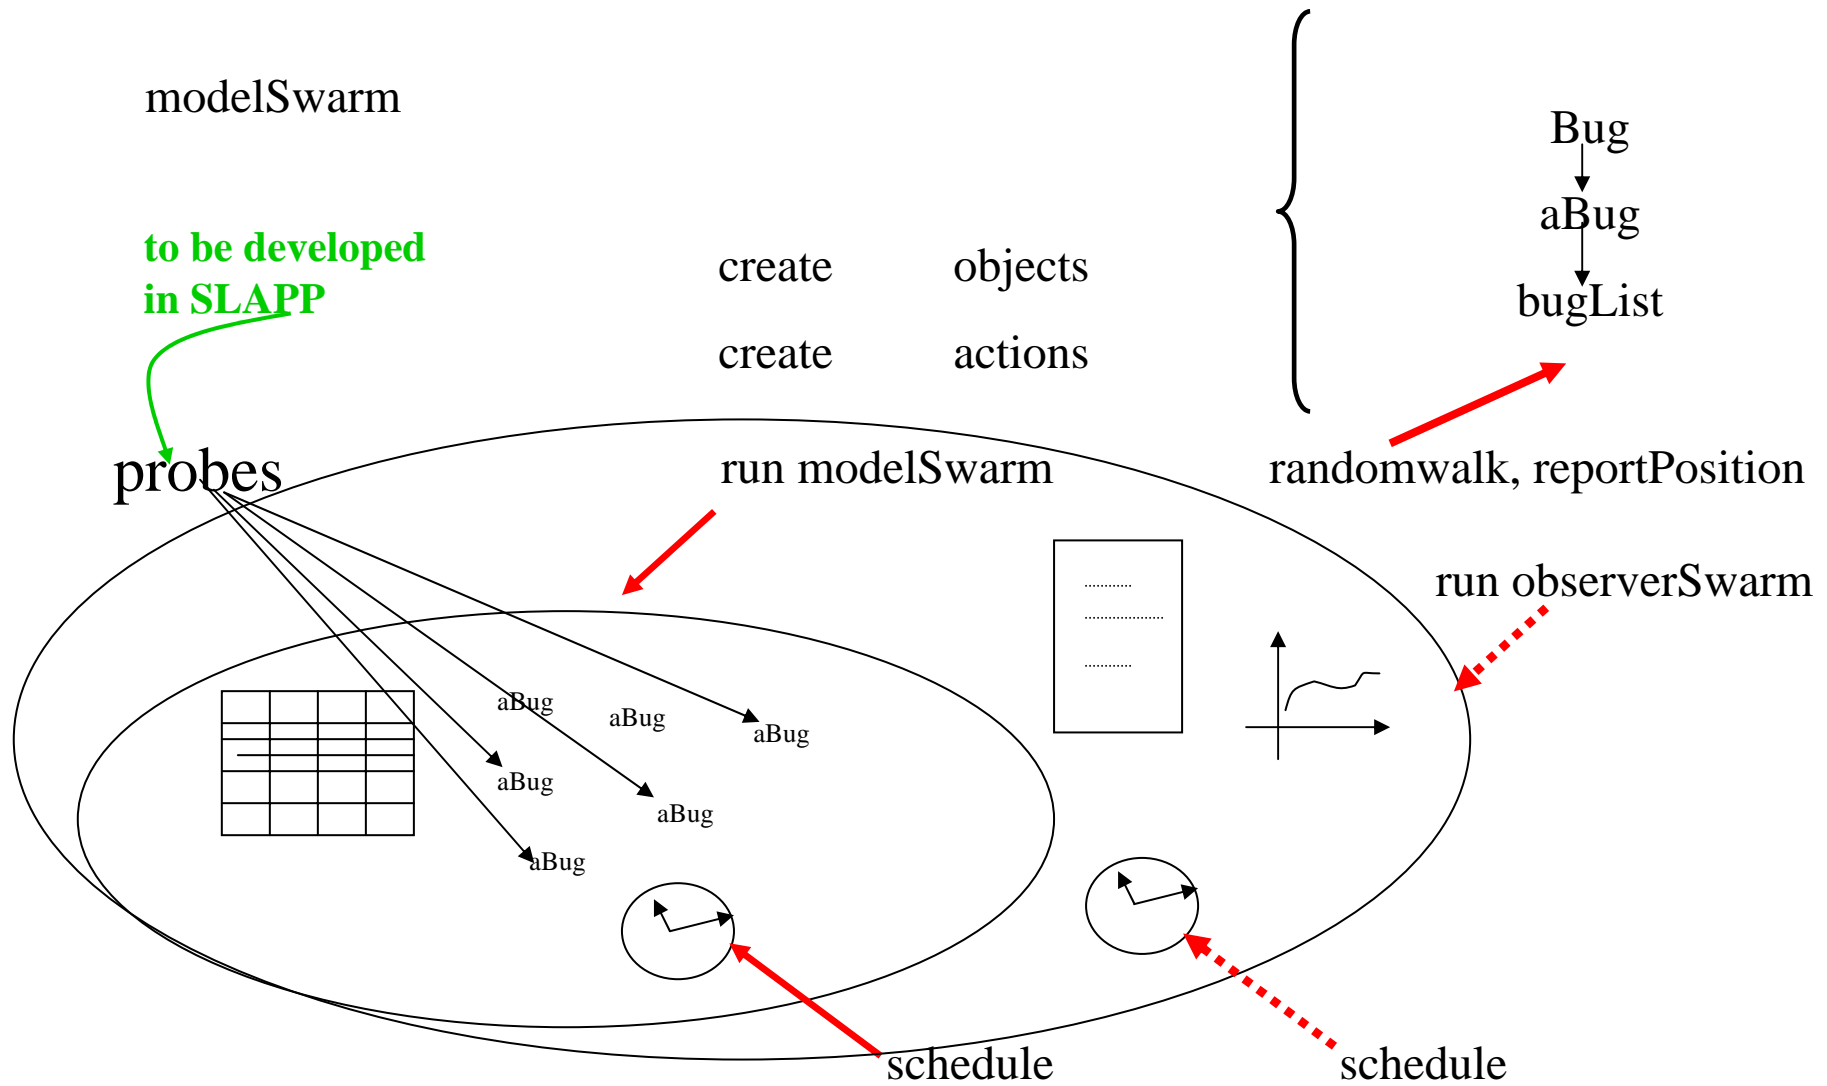 modelSwarm
Bug
aBug
bugList
to be developed
in SLAPP
create objects
create actions
probes
run modelSwarm
randomwalk, reportPosition
run observerSwarm
aBug
aBug
aBug
aBug
aBug
aBug
schedule
schedule